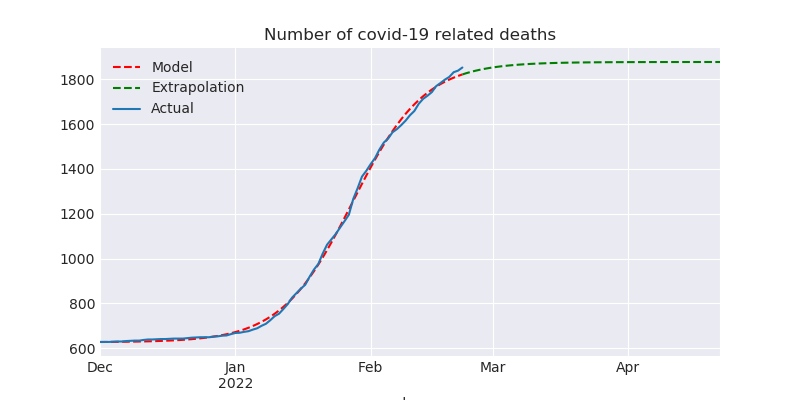 Number of covid-19 related deaths
Model
Extrapolation
Actual
1800
1600
1400
1200
1000
800
600
Dec Jan Feb Mar Apr
2022